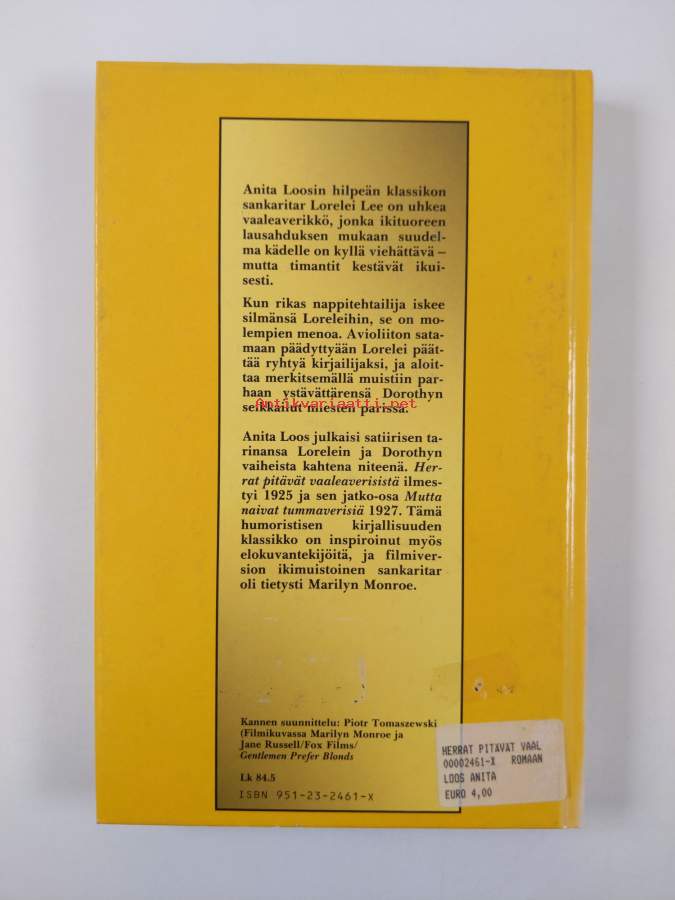 Anita Loosin hilpeän klassikon
sankaritar Lorelei Lee on uhkea
vaaleaverikkö, jonka ikituoreen
lausahduksen mukaan suudel-
ma kädelle on kyllä viehättävä –
mutta timantit kestävät ikui-
sesti.
Kun rikas nappitehtailija iskee
silmänsä Loreleihin, se on mo-
lempien menoa. Avioliiton sata-
maan päädyttyään Lorelei päät-
tää ryhtyä kirjailijaksi, ja aloit-
taa merkitsemällä muistiin par-
haan ystävättärensä Dorothyn
Antikvariaatti.net
seikkailut miesten parissa.
Anita Loos julkaisi satiirisen ta-
rinansa Lorelein ja Dorothyn
vaiheista kahtena niteenä. Her-
rat pitävät vaaleaverisistä ilmes-
tyi 1925 ja sen jatko-osa Mutta
naivat tummaverisiä 1927. Tämä
humoristisen kirjallisuuden
klassikko on inspiroinut myös
elokuvantekijöitä, ja filmiver-
sion ikimuistoinen sankaritar
oli tietysti Marilyn Monroe.
Kannen suunnittelu: Piotr Tomaszewski
(Filmikuvassa Marilyn Monroe ja
Jane Russell/Fox Films/
Gentlemen Prefer Blonds
Lk 84.5
ISBN 951-23-2461-X
HERRAT PITÄVÄT VAAL
00002461-X ROMAAN
LOOS ANITA
EURO 4,00